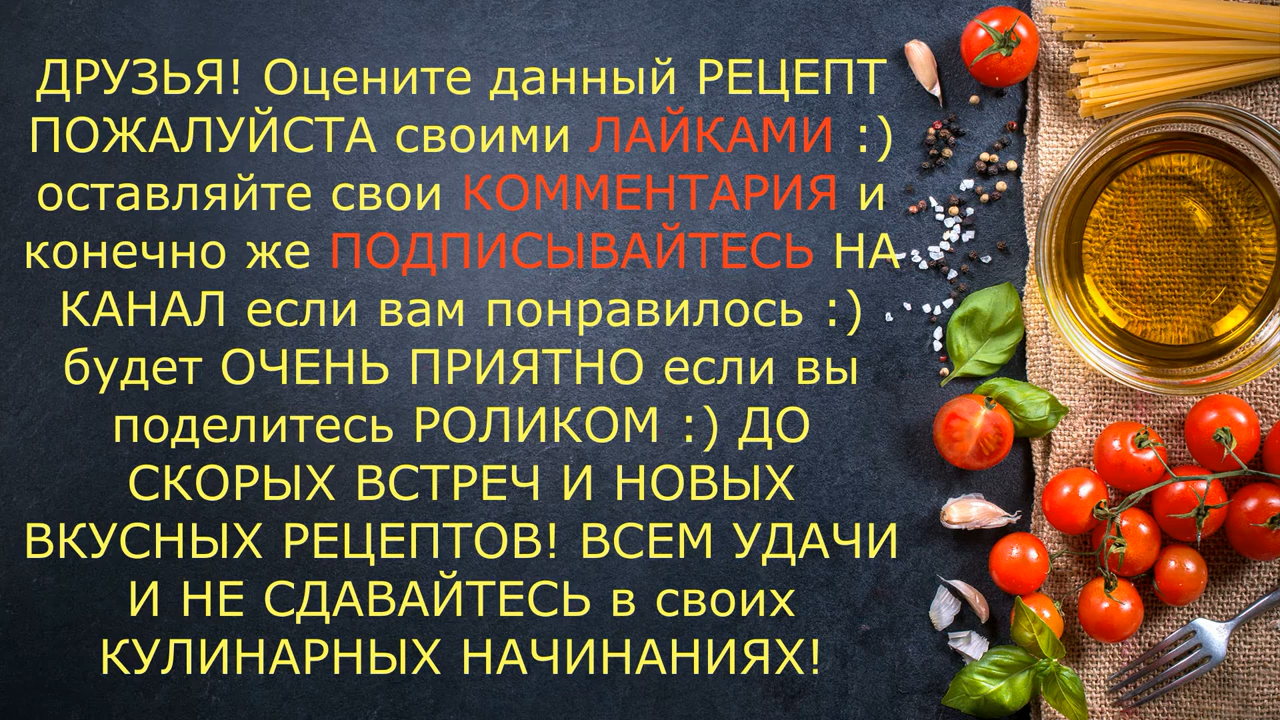 ДРУЗЬЯ! Оцените данный РЕЦЕПТ
ПОЖАЛУЙСТА своими ЛАЙКАМИ :)
оставляйте свои КОММЕНТАРИЯ и
конечно же ПОДПИСЫВАЙТЕСЬ НА
КАНАЛ если вам понравилось :)
будет ОЧЕНЬ ПРИЯТНО если вы
поделитесь РОЛИКОМ :) ДО
СКОРЫХ ВСТРЕЧ И НОВЫХ
ВКУСНЫХ РЕЦЕПТОВ! ВСЕМ УДАЧИ
И НЕ СДАВАЙТЕСЬ в своих
КУЛИНАРНЫХ НАЧИНАНИЯХ!